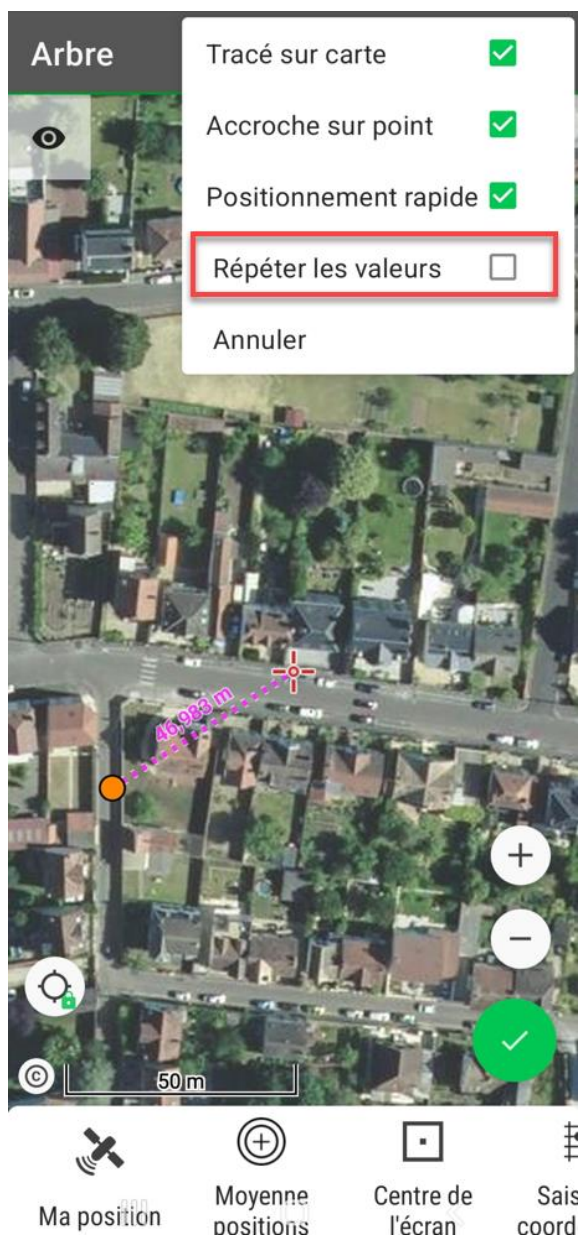 Arbre
Tracé sur carte
Accroche sur point
Positionnement rapide
Répéter les valeurs
Annuler
46,983 m
©
50 m
Ma position
Moyenne
positions
Centre de
l'écran
Sais
coord